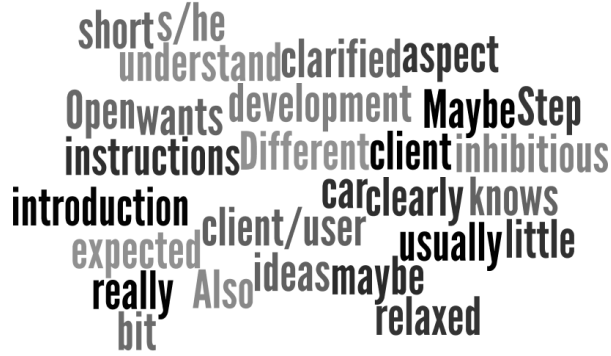 short s/he
understand clarified aspect
Open wants development Maybe Step
instructions Different client inhibitious
introduction car clearly knows
expected client/user usually little
really Also ideas maybe
bit relaxed